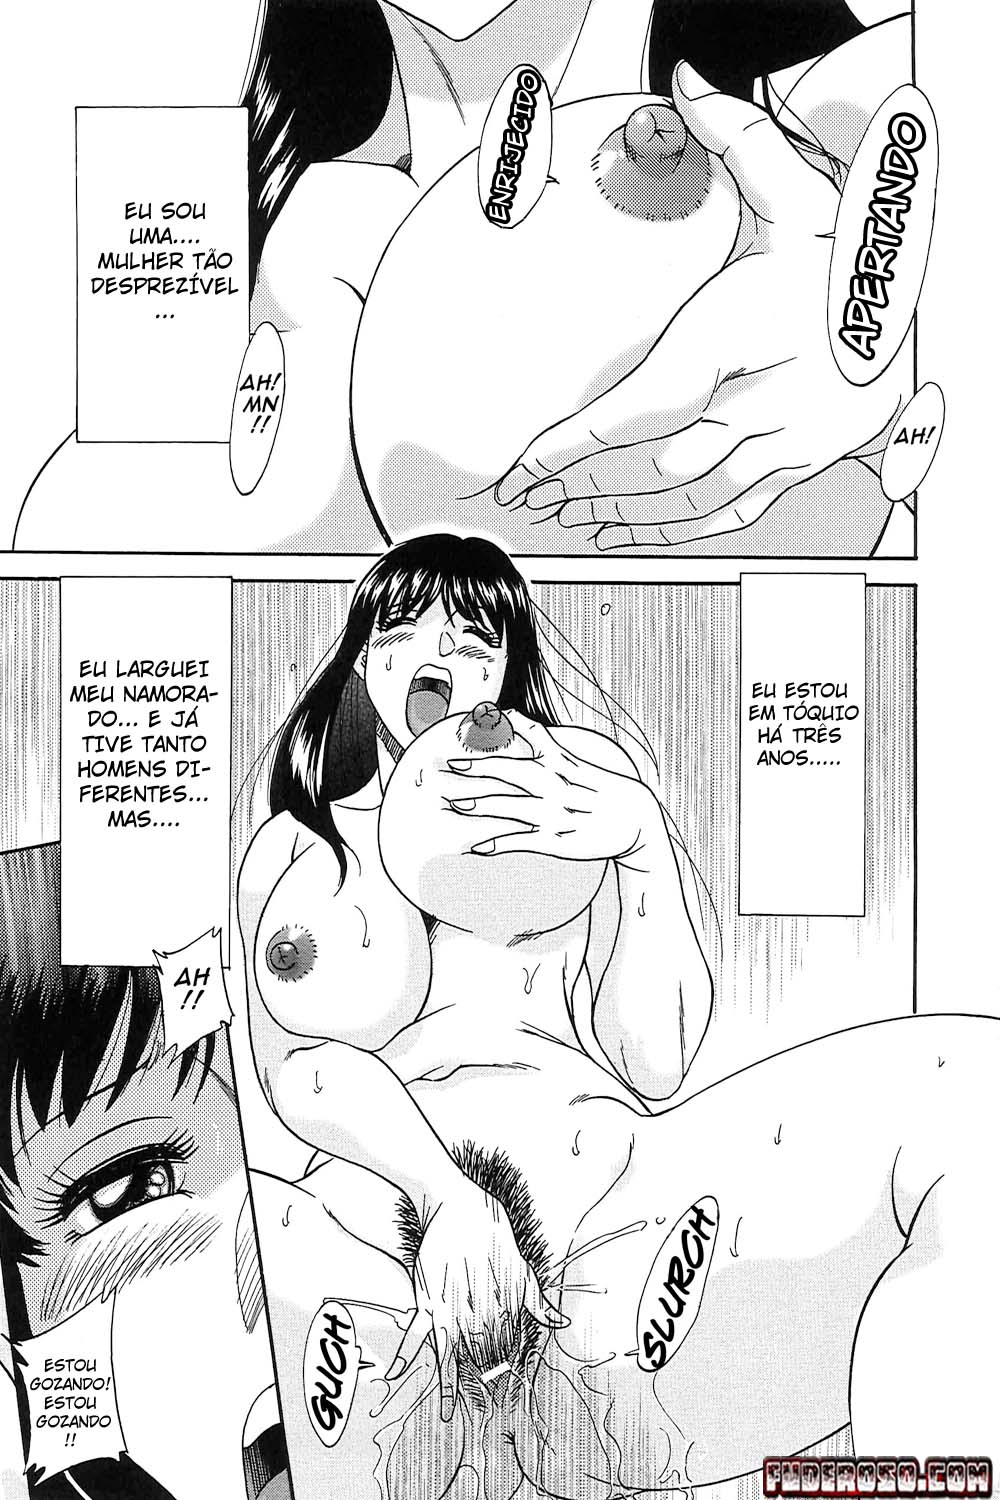 ENRIJECIDO
APERTANDO
EU SOU
UMA....
MULHER TÃO
DESPREZÍVEL
...
AH!
MN
!!
AH!
EU ESTOU
EM TÓQUIO
HÁ TRÊS
ANOS.....
EU LARGUEI
MEU NAMORA-
DO... E JÁ
TIVE TANTO
HOMENS DI-
FERENTES...
MAS....
AH
!!
SLURCH
GUCH
ESTOU
GOZANDO!
ESTOU
GOZANDO
!!
FUDEROSO.COM